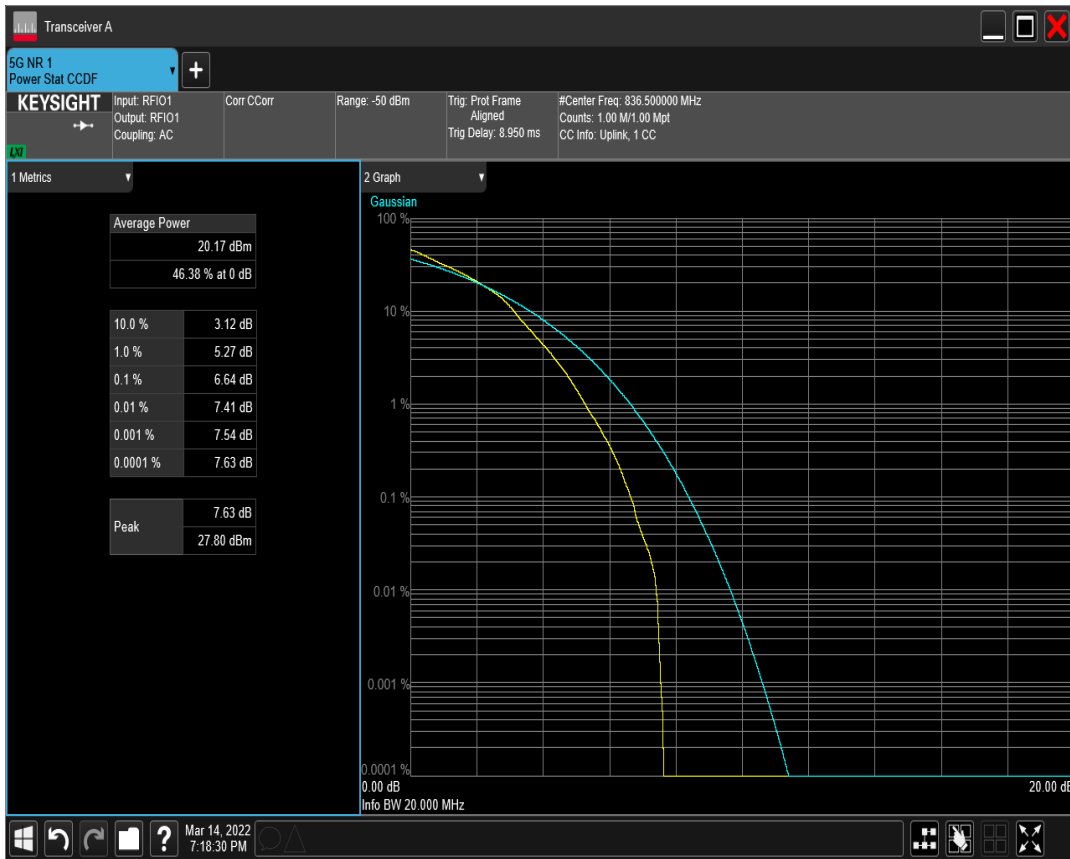 Transceiver A
5G NR 1
Power Stat CCDF
+
KEYSIGHT
LXI
Input: RFIO1
Output: RFIO1
Coupling: AC
Corr CCorr
Range: -50 dBm
Trig: Prot Frame
Aligned
Trig Delay: 8.950 ms
#Center Freq: 836.500000 MHz
Counts: 1.00 M/1.00 Mpt
CC Info: Uplink, 1 CC
1 Metrics
Average Power
20.17 dBm
46.38 % at 0 dB
10.0 % 3.12 dB
1.0 % 5.27 dB
0.1 % 6.64 dB
0.01 % 7.41 dB
0.001 % 7.54 dB
0.0001 % 7.63 dB
Peak
7.63 dB
27.80 dBm
2 Graph
Gaussian
100 %
10 %
1 %
0.1 %
0.01 %
0.001 %
0.0001 %
0.00 dB 20.00 dB
Info BW 20.000 MHz
?
Mar 14, 2022
7:18:30 PM